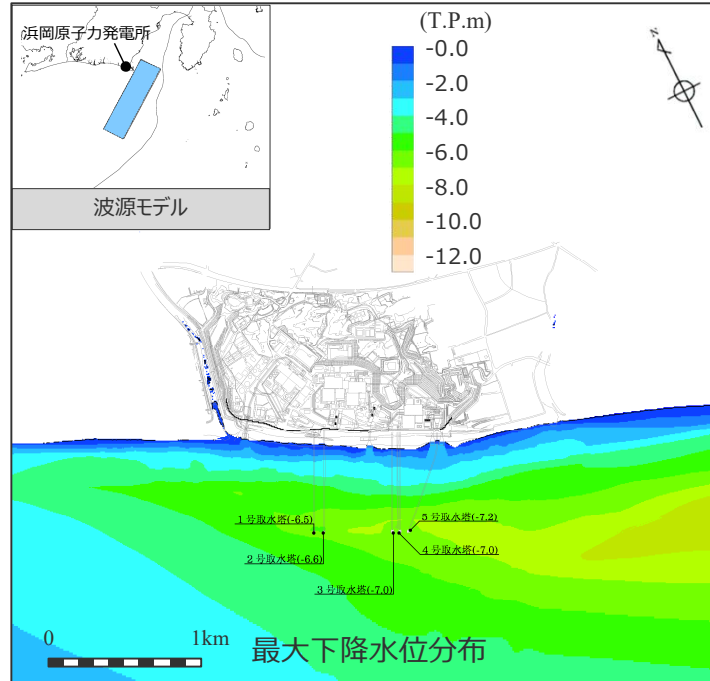 浜岡原子力発電所
波源モデル
(T.P.m)
-0.0
-2.0
-4.0
-6.0
-8.0
-10.0
-12.0
N
1号取水塔(-6.5)
2号取水塔(-6.6)
3号取水塔(-7.0)
4号取水塔(-7.0)
5号取水塔(-7.2)
0 1km
最大下降水位分布